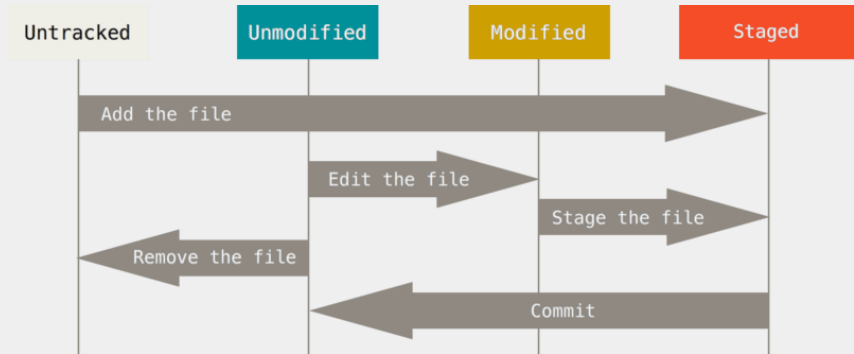 Untracked
Unmodified
Modified
Staged
Add the file
Edit the file
Stage the file
Remove the file
Commit